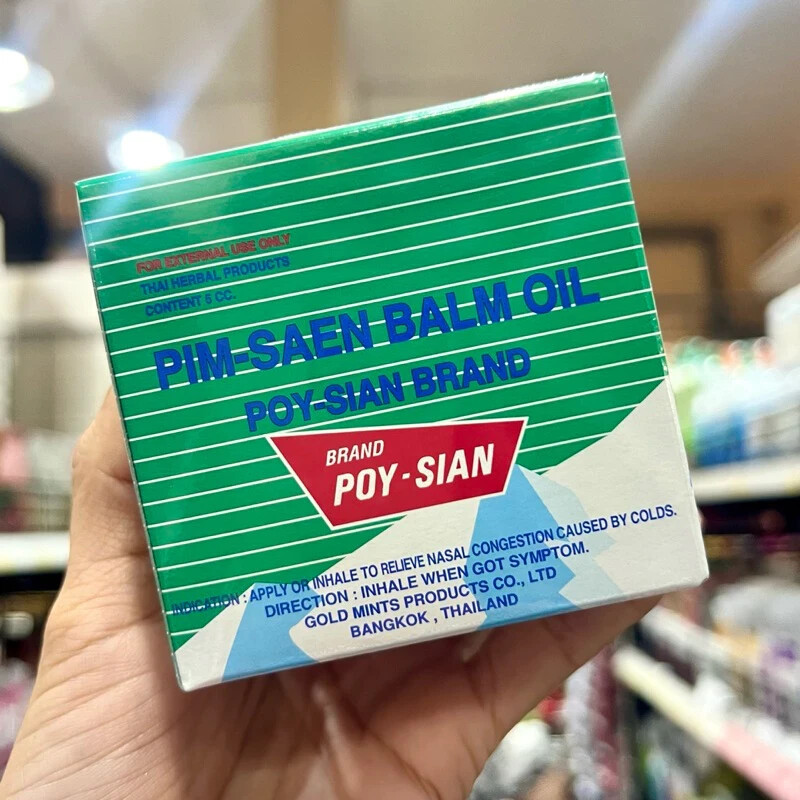 FOR EXTERNAL USE ONLY
THAI HERBAL PRODUCTS
CONTENT 5 CC.
PIM-SAEN BALM OIL
POY-SIAN BRAND
BRAND
POY-SIAN
INDICATION : APPLY OR INHALE TO RELIEVE NASAL CONGESTION CAUSED BY COLDS.
DIRECTION : INHALE WHEN GOT SYMPTOM.
GOLD MINTS PRODUCTS CO., LTD
BANGKOK , THAILAND